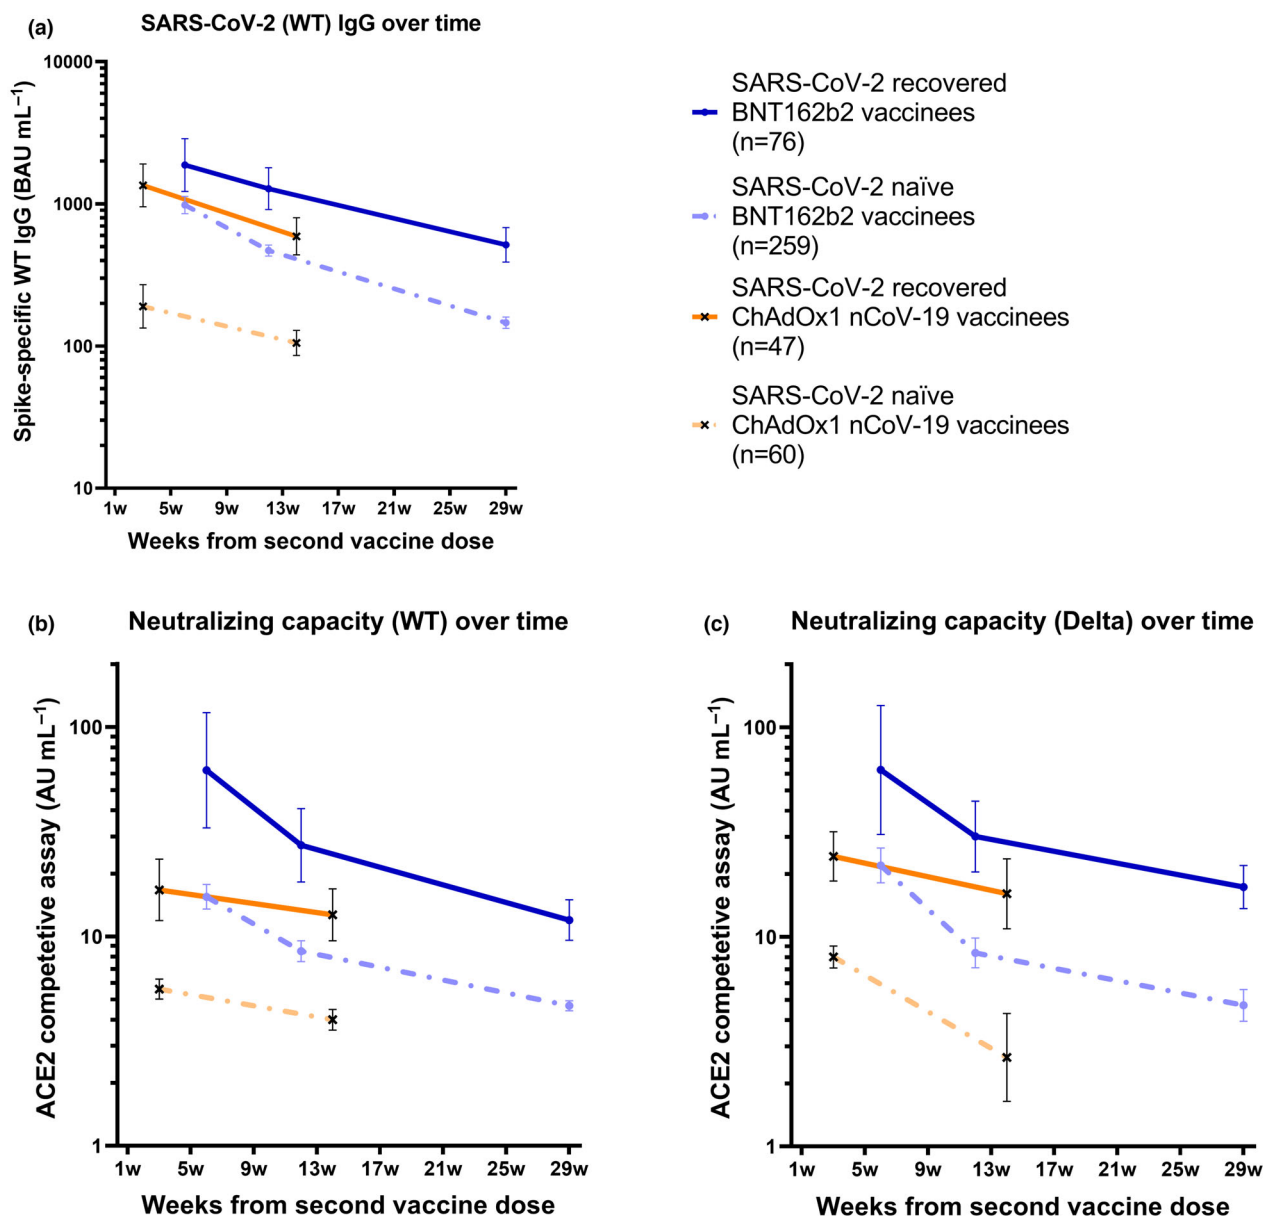 (a)
SARS-CoV-2 (WT) IgG over time
Spike-specific WT IgG (BAU mL⁻¹)
10000
1000
100
10
1w 5w 9w 13w 17w 21w 25w 29w
Weeks from second vaccine dose
SARS-CoV-2 recovered
BNT162b2 vaccinees
(n=76)
SARS-CoV-2 naïve
BNT162b2 vaccinees
(n=259)
SARS-CoV-2 recovered
ChAdOx1 nCoV-19 vaccinees
(n=47)
SARS-CoV-2 naïve
ChAdOx1 nCoV-19 vaccinees
(n=60)
(b)
Neutralizing capacity (WT) over time
ACE2 competetive assay (AU mL⁻¹)
100
10
1
1w 5w 9w 13w 17w 21w 25w 29w
Weeks from second vaccine dose
(c)
Neutralizing capacity (Delta) over time
ACE2 competetive assay (AU mL⁻¹)
100
10
1
1w 5w 9w 13w 17w 21w 25w 29w
Weeks from second vaccine dose